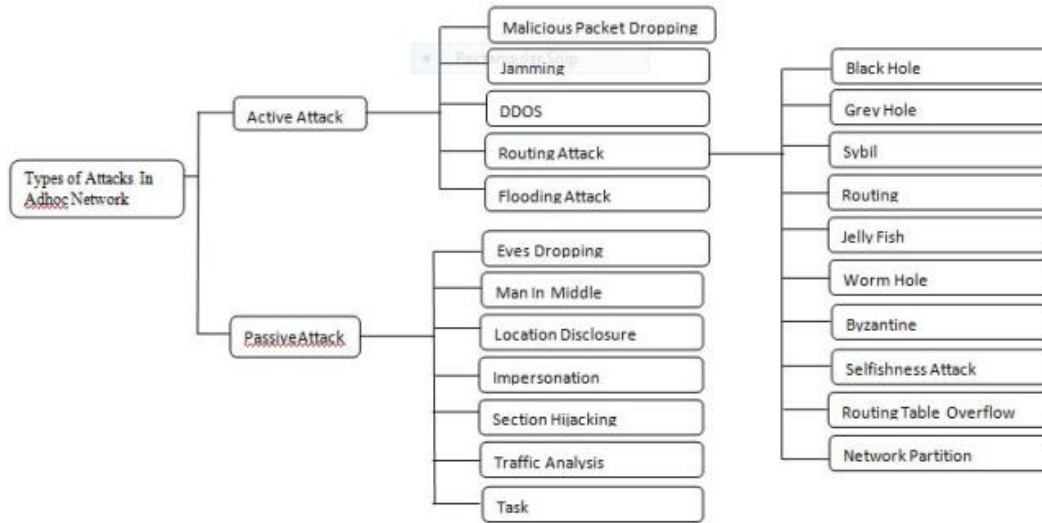 Types of Attacks In
Adhoc Network
Active Attack
Malicious Packet Dropping
Jamming
DDOS
Routing Attack
Flooding Attack
Black Hole
Grey Hole
Sybil
Routing
Jelly Fish
Worm Hole
Byzantine
Selfishness Attack
Routing Table Overflow
Network Partition
PassiveAttack
Eves Dropping
Man In Middle
Location Disclosure
Impersonation
Section Hijacking
Traffic Analysis
Task